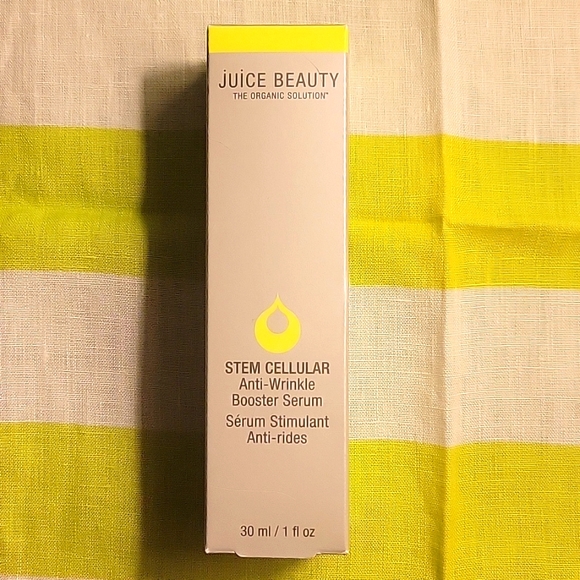 JUICE BEAUTY
THE ORGANIC SOLUTION™
STEM CELLULAR
Anti-Wrinkle
Booster Serum
Sérum Stimulant
Anti-rides
30 ml / 1 fl oz